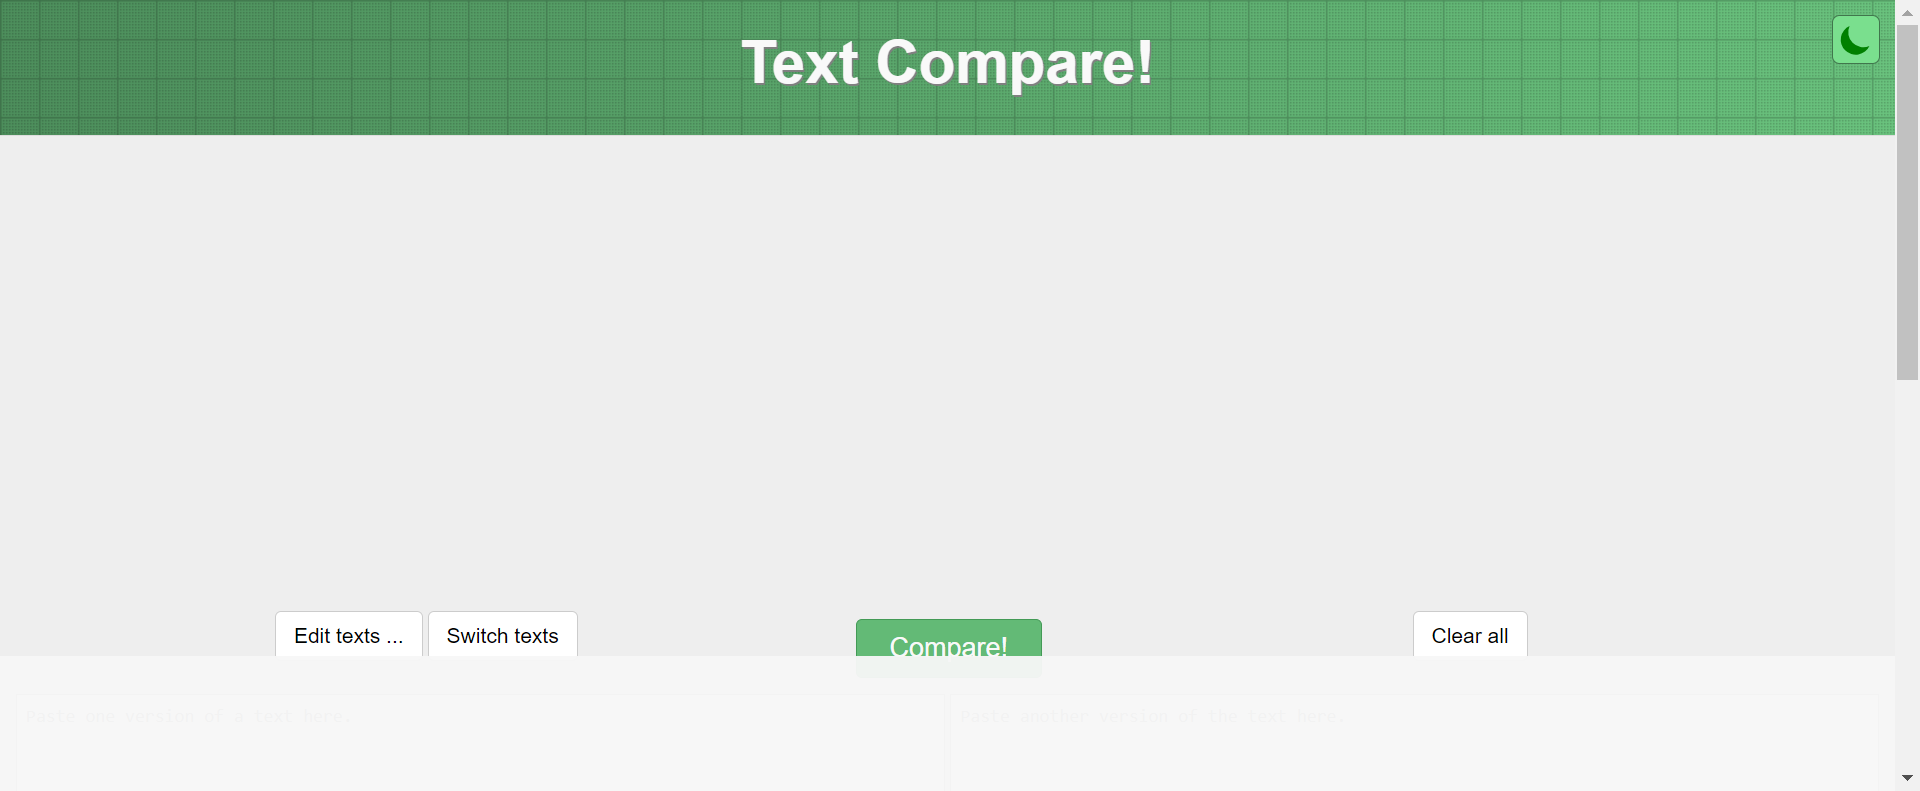 Text Compare!
Edit texts ...
Switch texts
Compare!
Clear all
Paste one version of a text here.
Paste another version of the text here.